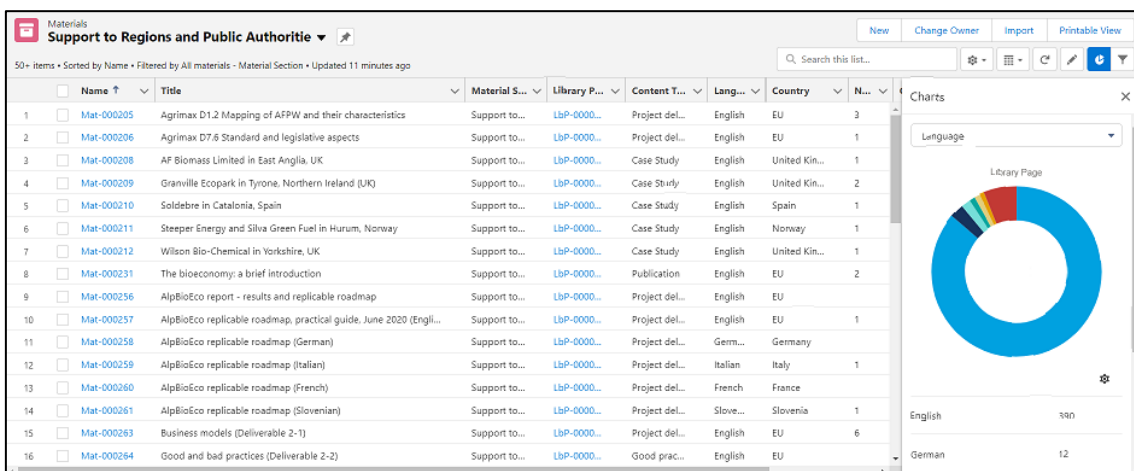 Materials
Support to Regions and Public Authoritie
New Change Owner Import Printable View
50+ items • Sorted by Name • Filtered by All materials - Material Section • Updated 11 minutes ago
Search this list...
Name Title Material S... Library P... Content T... Lang... Country N...
1 Mat-000205 Agrimax D1.2 Mapping of AFPW and their characteristics Support to... LbP-0000... Project del... English EU 3
2 Mat-000206 Agrimax D7.6 Standard and legislative aspects Support to... LbP-0000... Project del... English EU 1
3 Mat-000208 AF Biomass Limited in East Anglia, UK Support to... LbP-0000... Case Study English United Kin... 1
4 Mat-000209 Granville Ecopark in Tyrone, Northern Ireland (UK) Support to... LbP-0000... Case Study English United Kin... 2
5 Mat-000210 Soldebre in Catalonia, Spain Support to... LbP-0000... Case Study English Spain 1
6 Mat-000211 Steeper Energy and Silva Green Fuel in Hurum, Norway Support to... LbP-0000... Case Study English Norway 1
7 Mat-000212 Wilson Bio-Chemical in Yorkshire, UK Support to... LbP-0000... Case Study English United Kin... 1
8 Mat-000231 The bioeconomy: a brief introduction Support to... LbP-0000... Publication English EU 2
9 Mat-000256 AlpBioEco report - results and replicable roadmap Support to... LbP-0000... Project del... English EU
10 Mat-000257 AlpBioEco replicable roadmap, practical guide, June 2020 (Engli... Support to... LbP-0000... Project del... English EU 1
11 Mat-000258 AlpBioEco replicable roadmap (German) Support to... LbP-0000... Project del... Germ... Germany
12 Mat-000259 AlpBioEco replicable roadmap (Italian) Support to... LbP-0000... Project del... Italian Italy 1
13 Mat-000260 AlpBioEco replicable roadmap (French) Support to... LbP-0000... Project del... French France
14 Mat-000261 AlpBioEco replicable roadmap (Slovenian) Support to... LbP-0000... Project del... Slove... Slovenia 1
15 Mat-000263 Business models (Deliverable 2-1) Support to... LbP-0000... Project del... English EU 6
16 Mat-000264 Good and bad practices (Deliverable 2-2) Support to... LbP-0000... Good prac... English EU
Charts
Language
Library Page
English 390
German 12